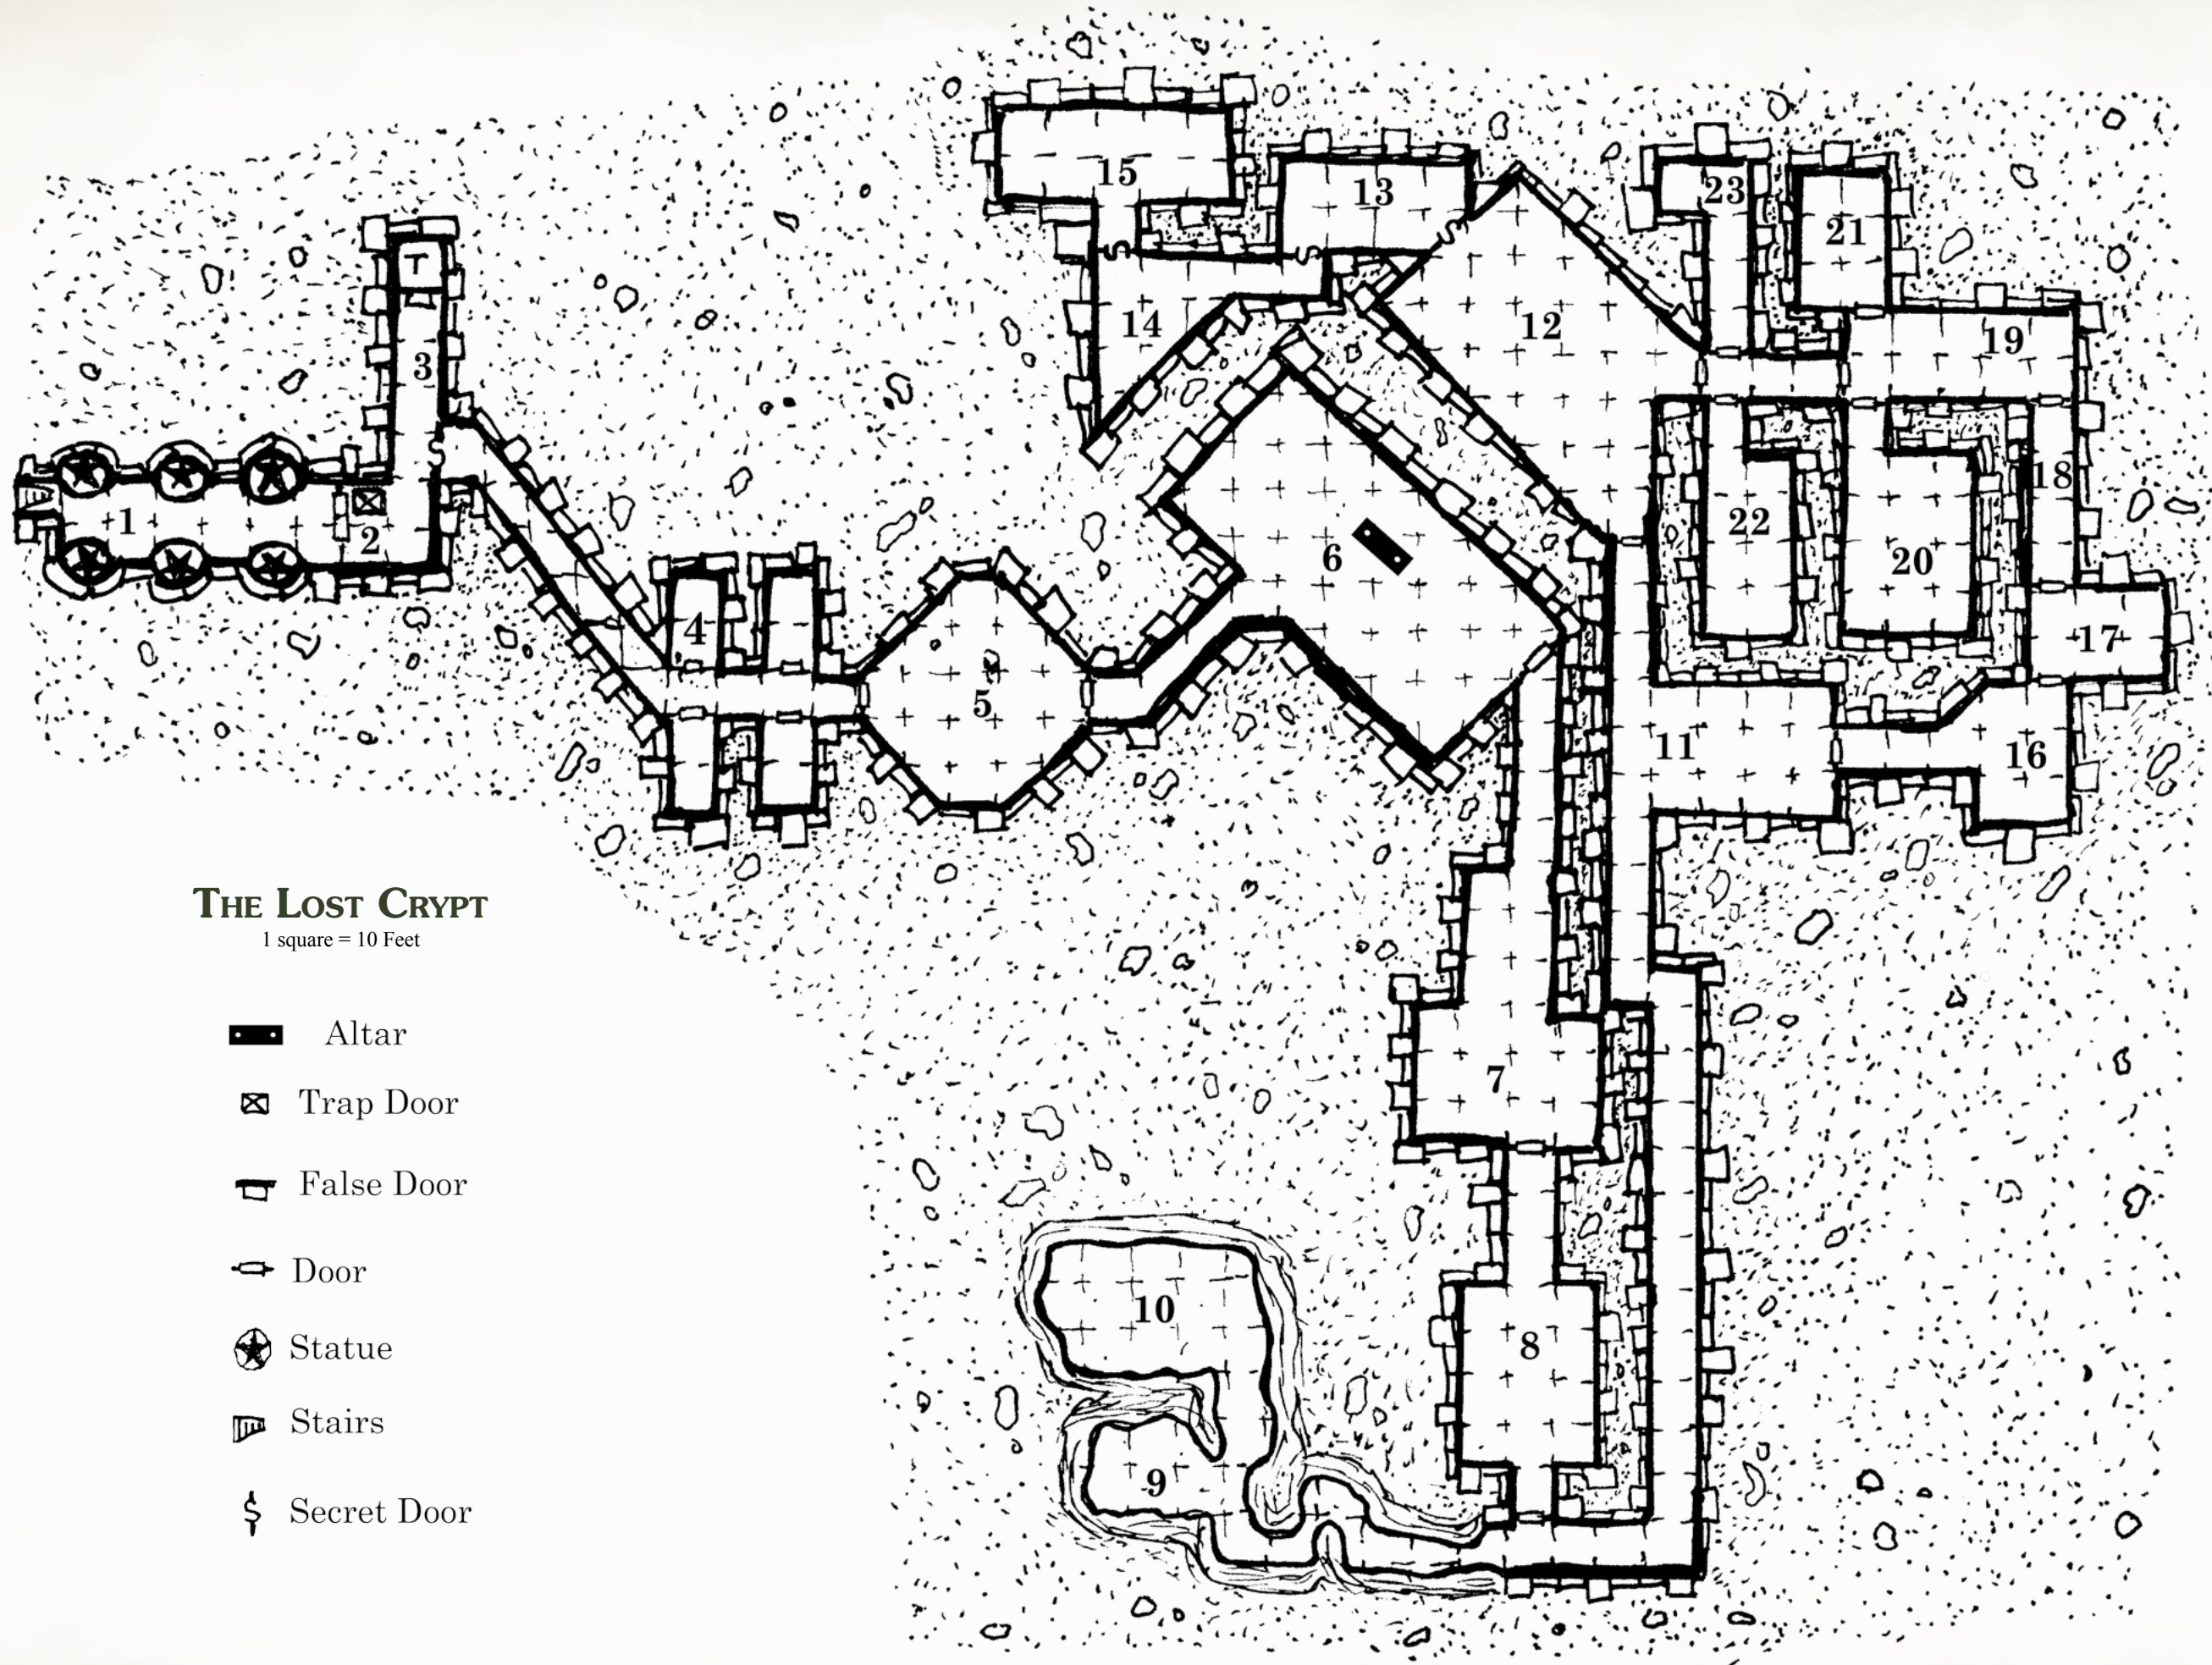 15
13
23
21
T
12
19
14
3
18
1
2
22
6
20
4
17
5
11
16
7
10
8
9
THE LOST CRYPT
1 square = 10 Feet
Altar
Trap Door
False Door
Door
Statue
Stairs
Secret Door